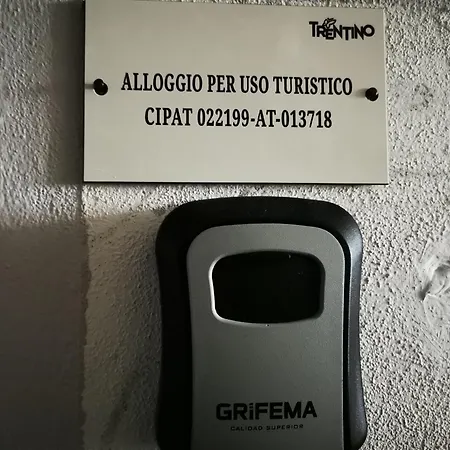 TRENTINO
ALLOGGIO PER USO TURISTICO
CIPAT 022199-AT-013718
GRiFEMA
CALIDAD SUPERIOR